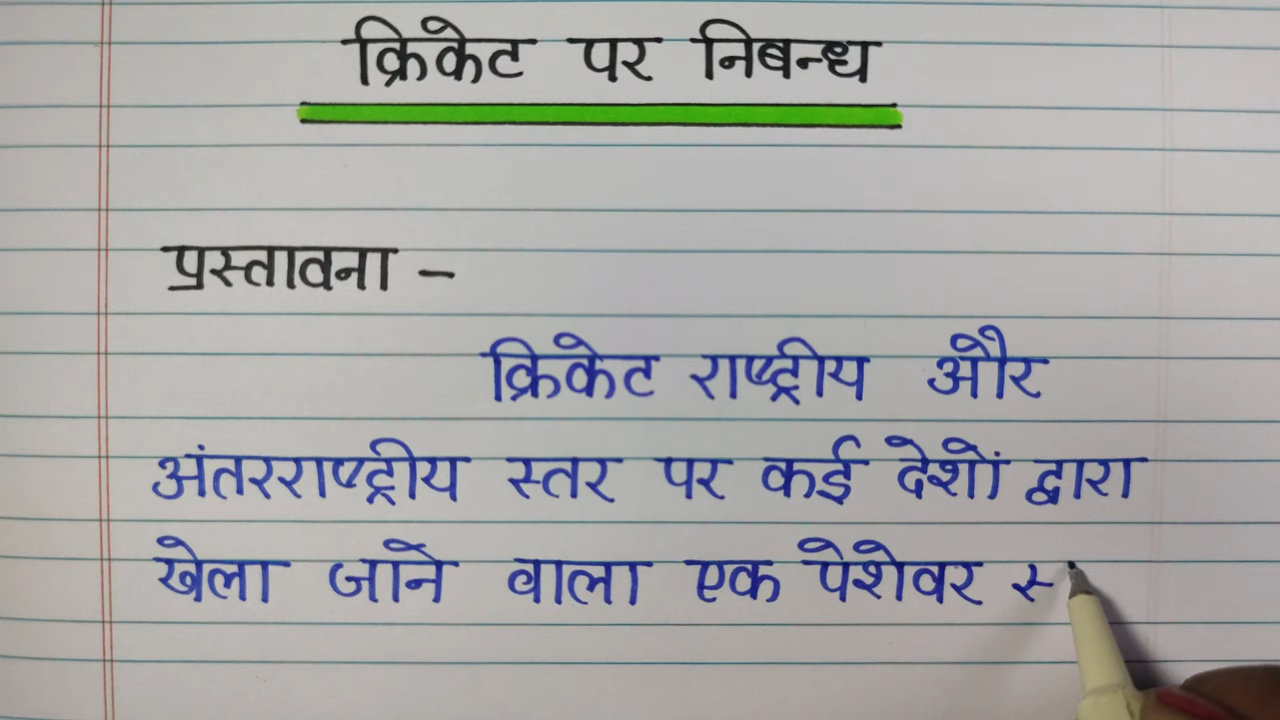 क्रिकेट पर निबन्ध
प्रस्तावना -
क्रिकेट राष्ट्रीय और
अंतरराष्ट्रीय स्तर पर कई देशों द्वारा
खेला जाने वाला एक पेशेवर स